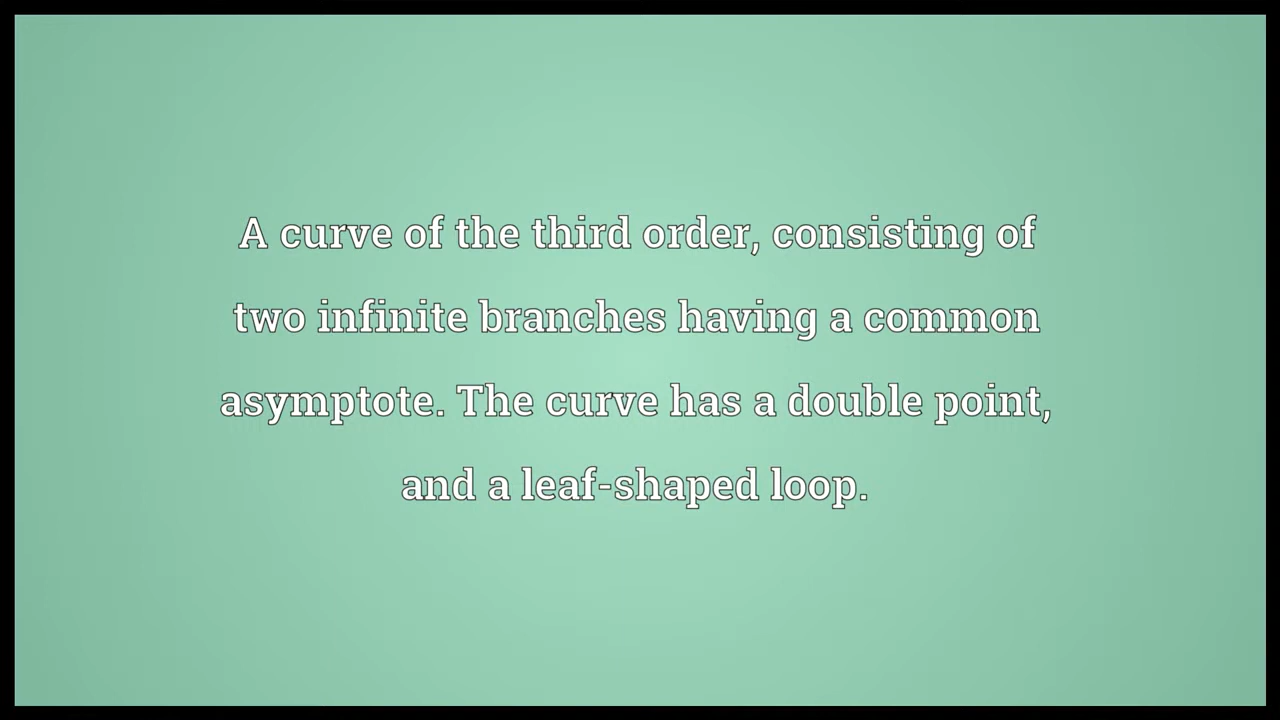 A curve of the third order, consisting of
two infinite branches having a common
asymptote. The curve has a double point,
and a leaf-shaped loop.